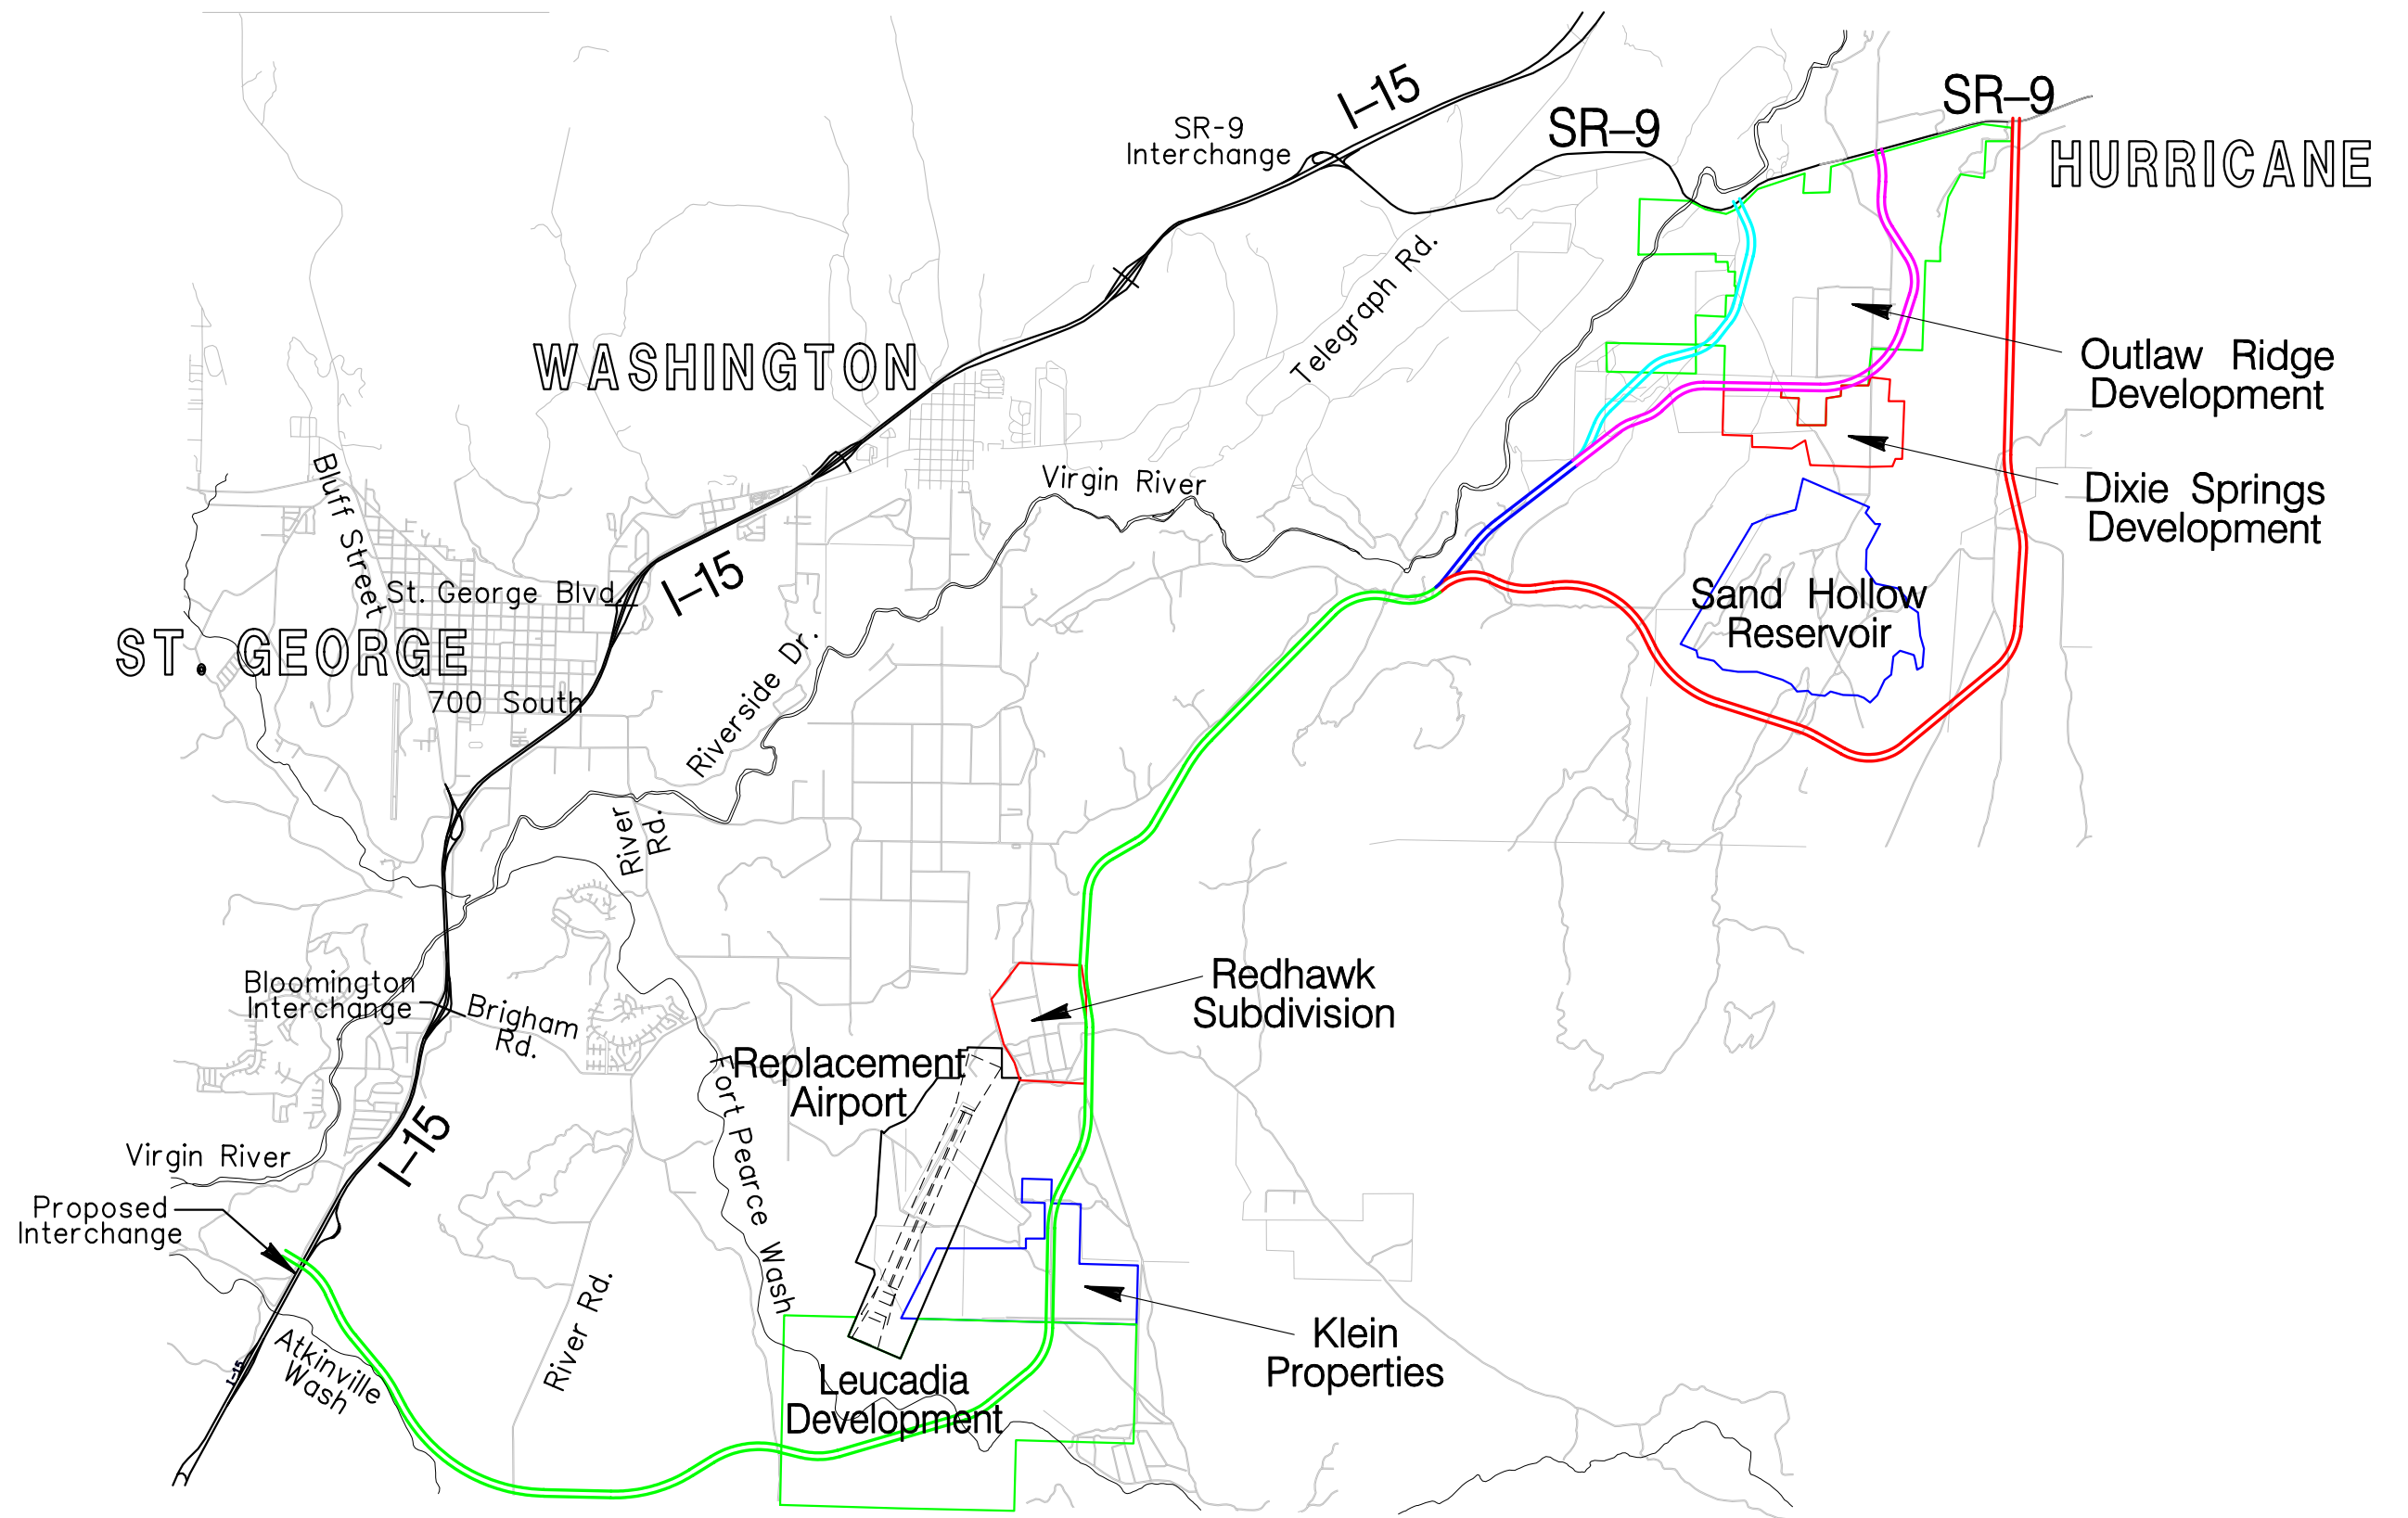 I-15
SR-9
Interchange
SR-9
SR-9
HURRICANE
Telegraph Rd.
WASHINGTON
Outlaw Ridge
Development
Dixie Springs
Development
Virgin River
Bluff Street
St. George Blvd.
I-15
Sand Hollow
Reservoir
ST. GEORGE
700 South
Riverside Dr.
River
Rd.
Bloomington
Interchange
Brigham
Rd.
Redhawk
Subdivision
Replacement
Airport
Fort Pearce Wash
I-15
Virgin River
Proposed
Interchange
River Rd.
Atkinville
Wash
I-15
Klein
Properties
Leucadia
Development